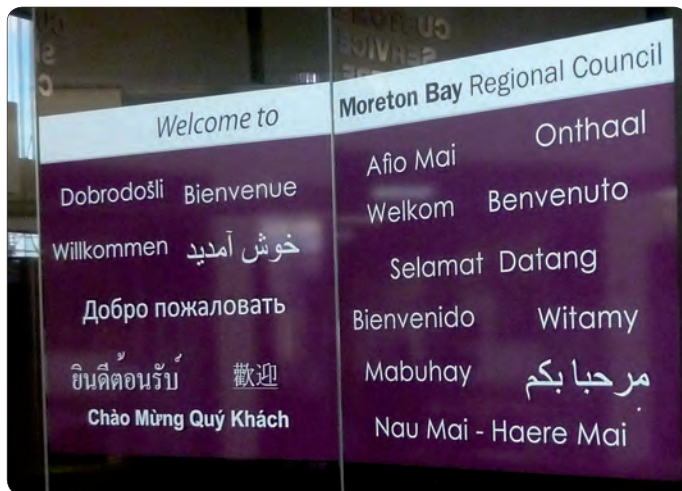 Welcome to
Dobrodošli Bienvenue
Willkommen خوش آمدید
Добро пожаловать
ยินดีต้อนรับ 歡迎
Chào Mừng Quý Khách
Moreton Bay Regional Council
Afio Mai Onthaal
Welkom Benvenuto
Selamat Datang
Bienvenido Witamy
Mabuhay مرحبا بكم
Nau Mai - Haere Mai